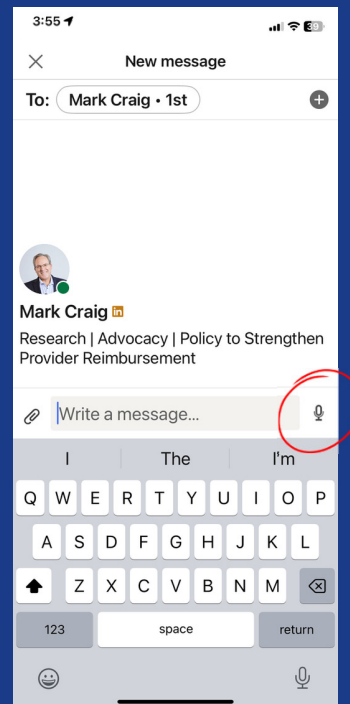 3:55
39
New message
To: Mark Craig • 1st
Mark Craig in
Research | Advocacy | Policy to Strengthen
Provider Reimbursement
Write a message...
I The I'm
Q W E R T Y U I O P
A S D F G H J K L
Z X C V B N M
123 space return